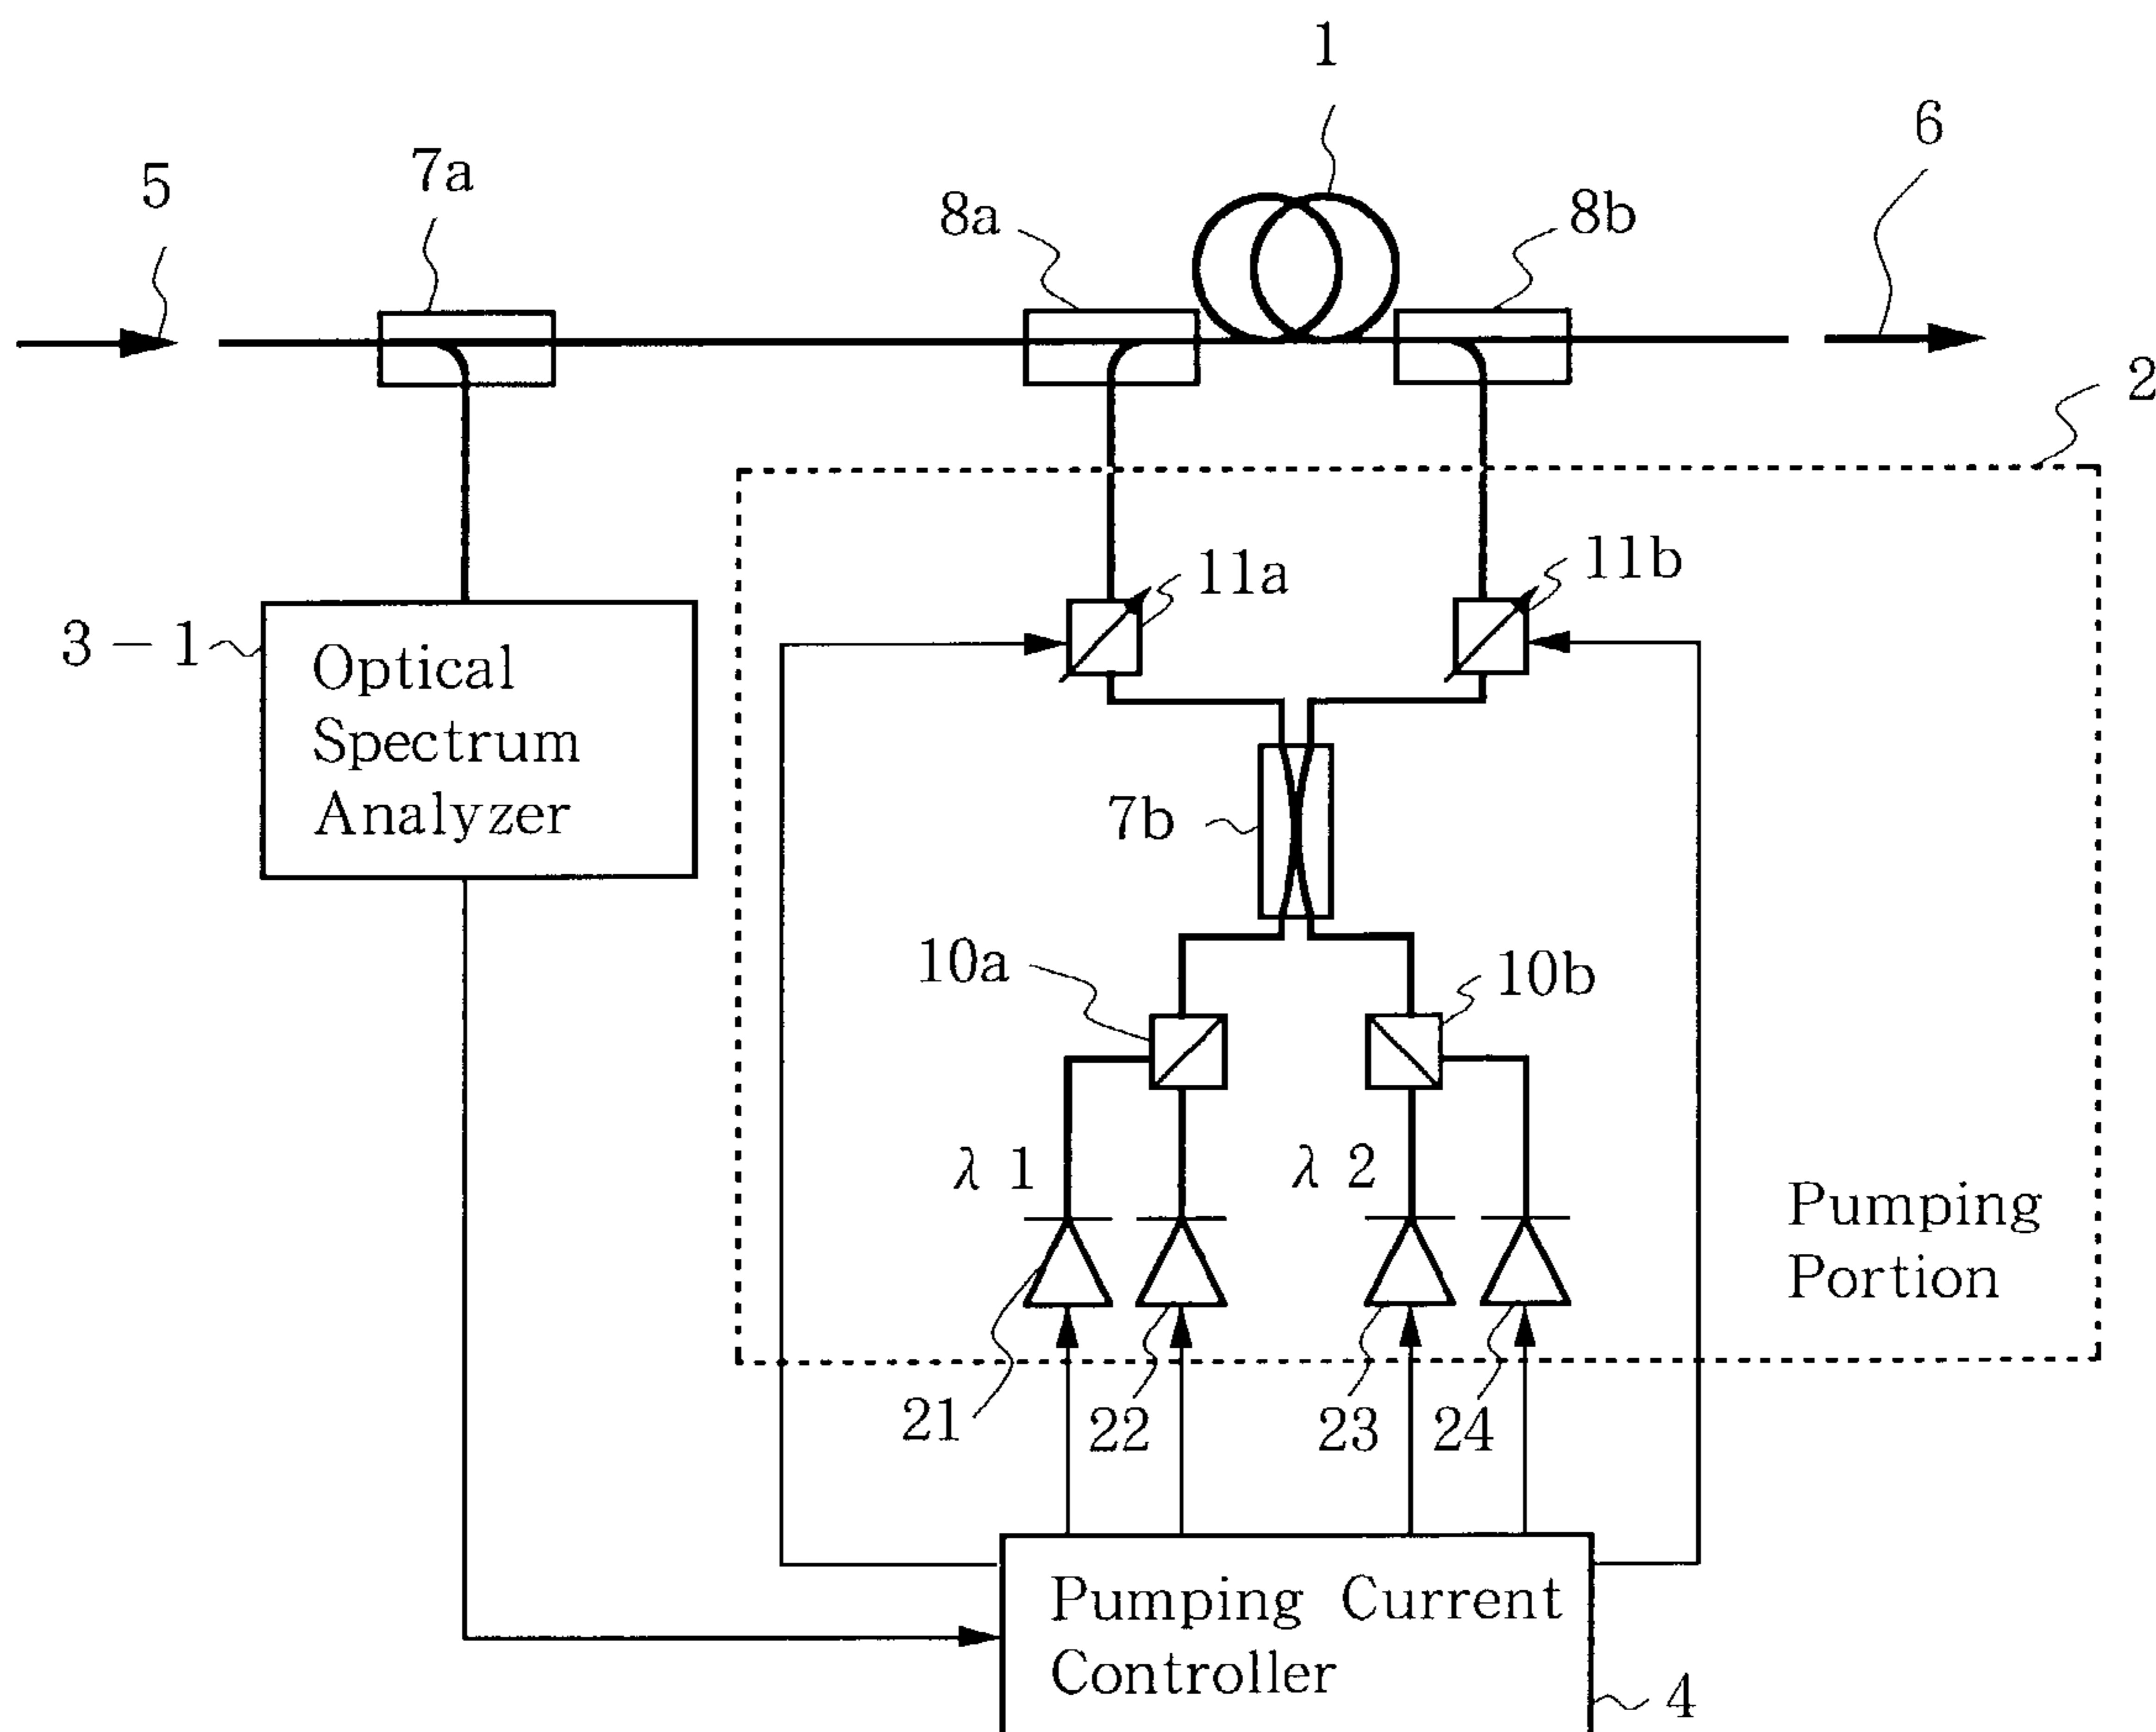 1
6
5
7a
8a
8b
2
11a
11b
3-1
Optical
Spectrum
Analyzer
7b
10a
10b
λ 1
λ 2
Pumping
Portion
21
22
23
24
Pumping Current
Controller
4